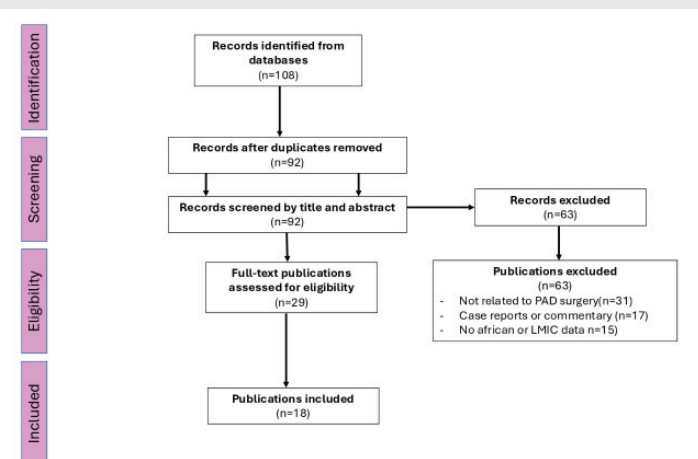 Identification
Records identified from
databases
(n=108)
Screening
Records after duplicates removed
(n=92)
Records screened by title and abstract
(n=92)
Records excluded
(n=63)
Eligibility
Full-text publications
assessed for eligibility
(n=29)
Publications excluded
(n=63)
- Not related to PAD surgery(n=31)
- Case reports or commentary (n=17)
- No african or LMIC data n=15)
Included
Publications included
(n=18)